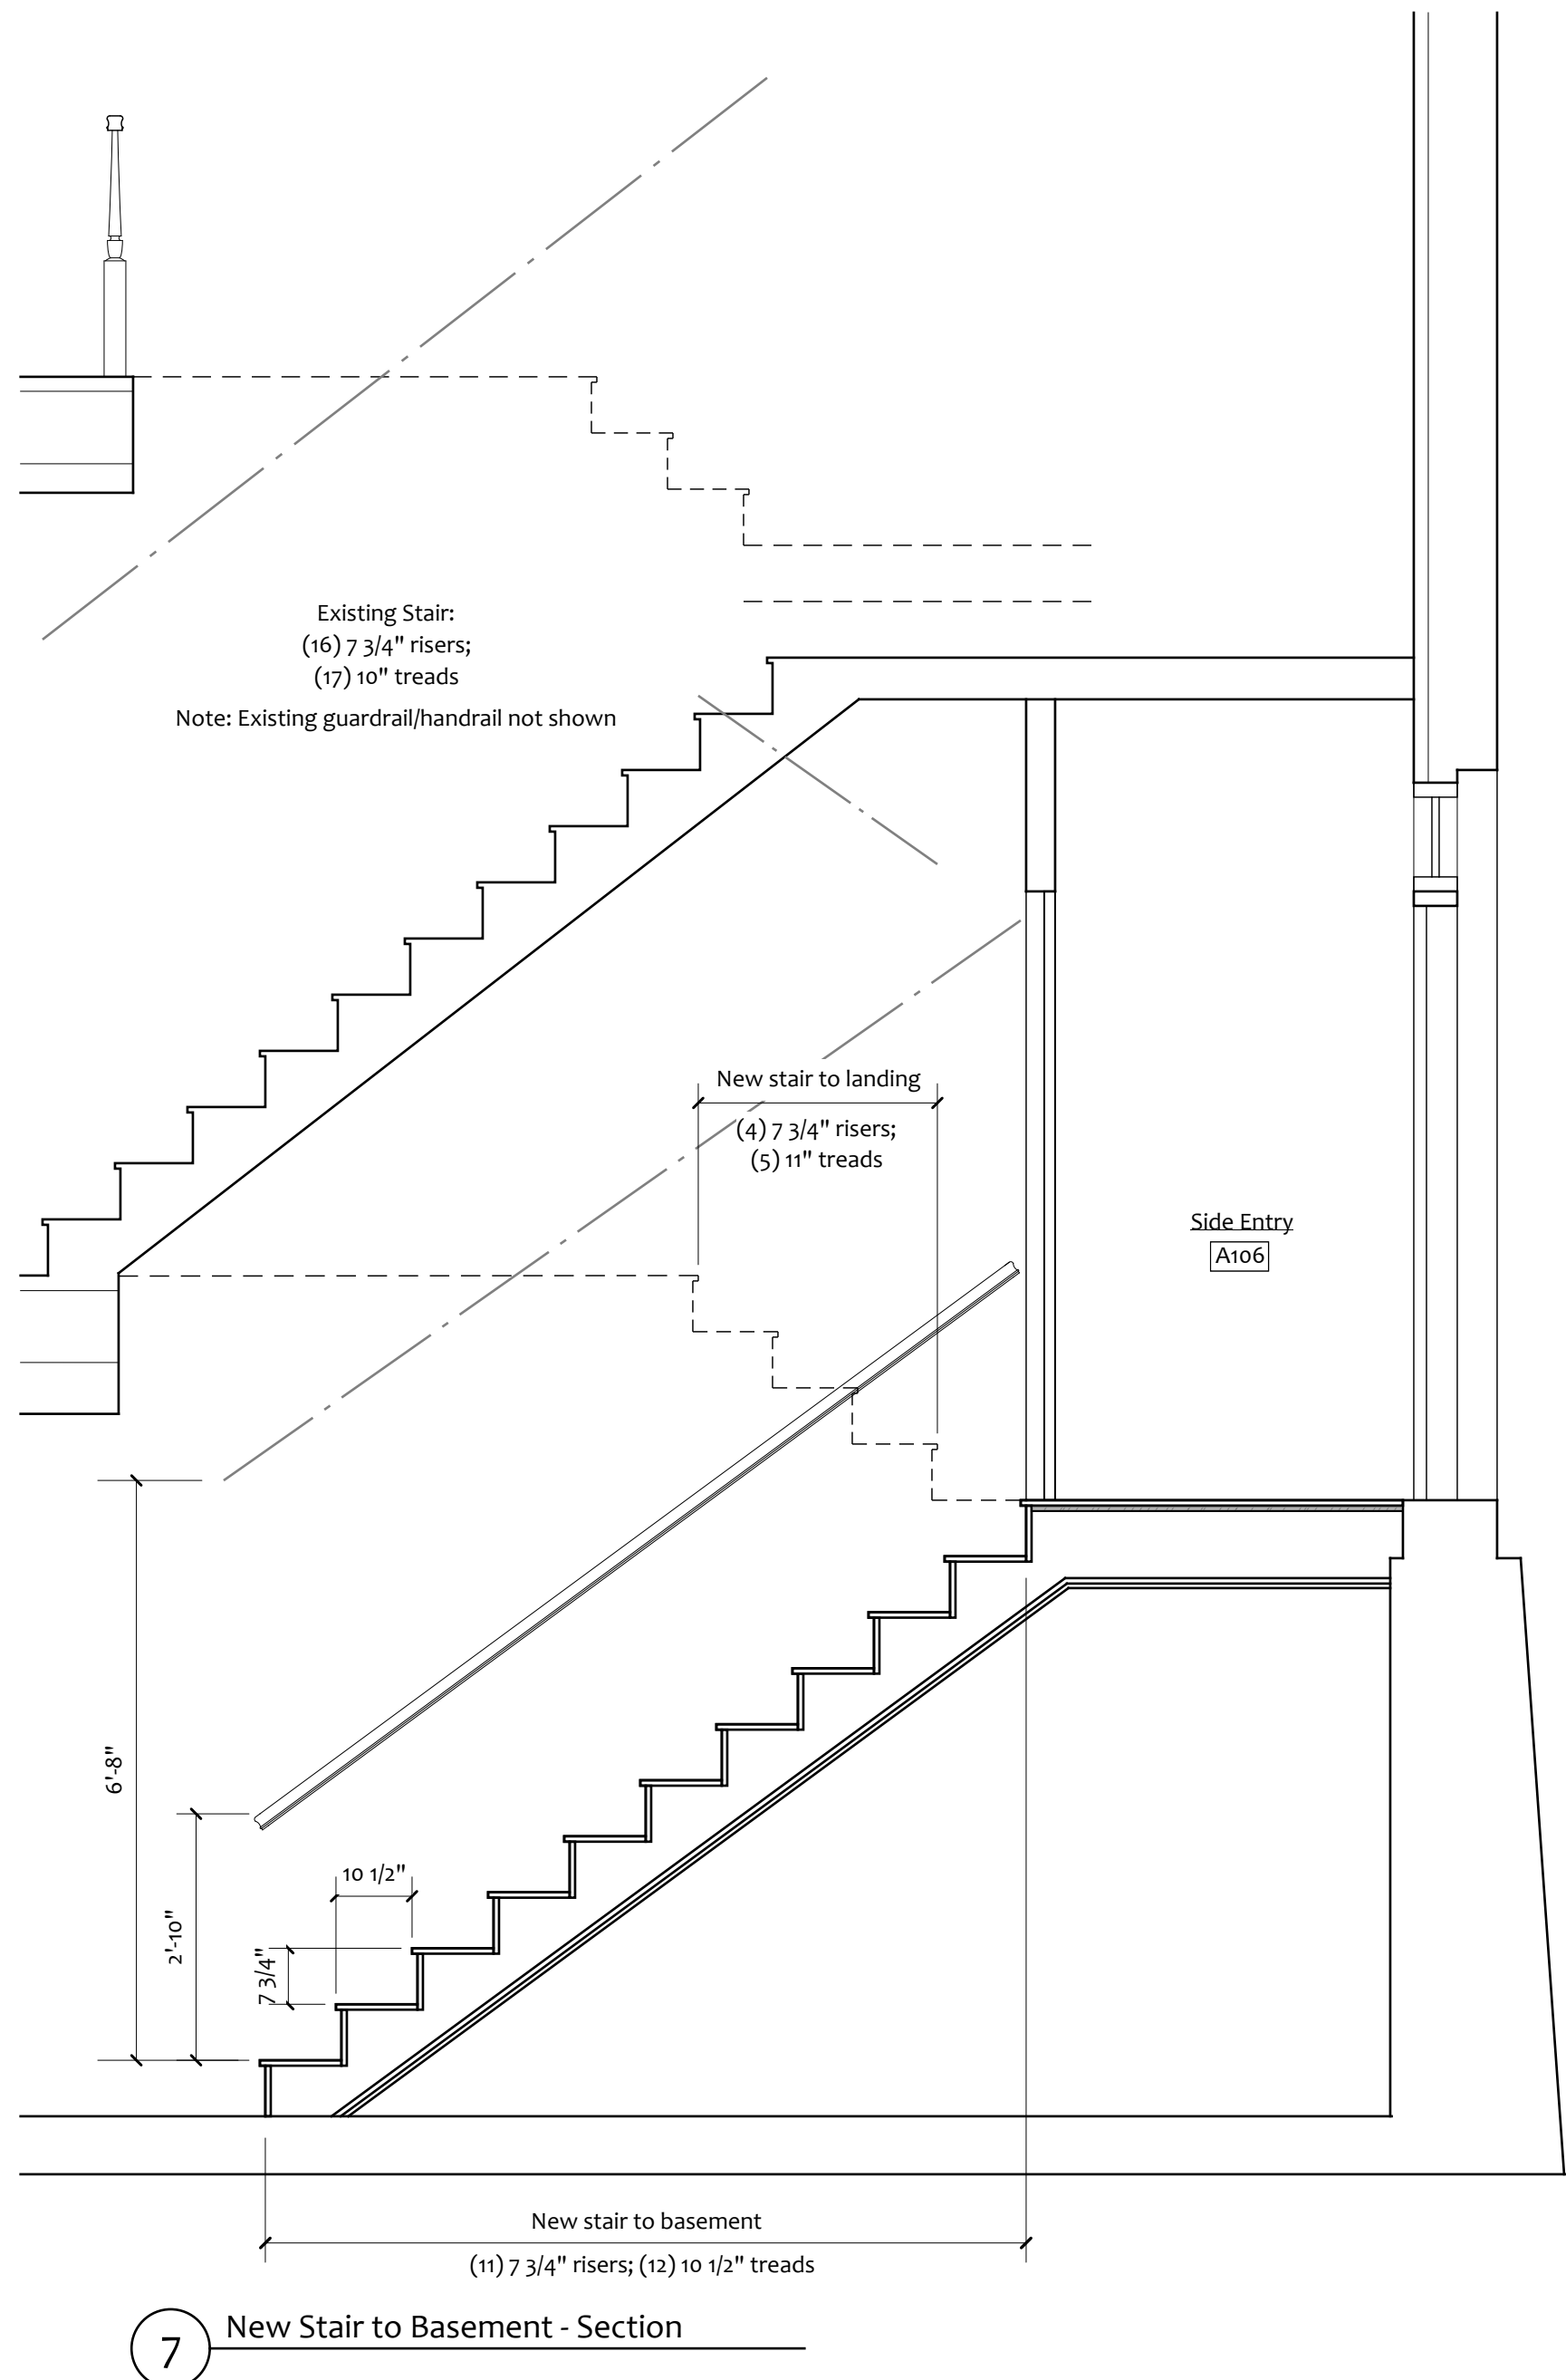 Existing Stair:
(16) 7 3/4" risers;
(17) 10" treads
Note: Existing guardrail/handrail not shown
New stair to landing
(4) 7 3/4" risers;
(5) 11" treads
Side Entry
A106
6'-8"
2'-10"
10 1/2"
7 3/4"
New stair to basement
(11) 7 3/4" risers; (12) 10 1/2" treads
7
New Stair to Basement - Section